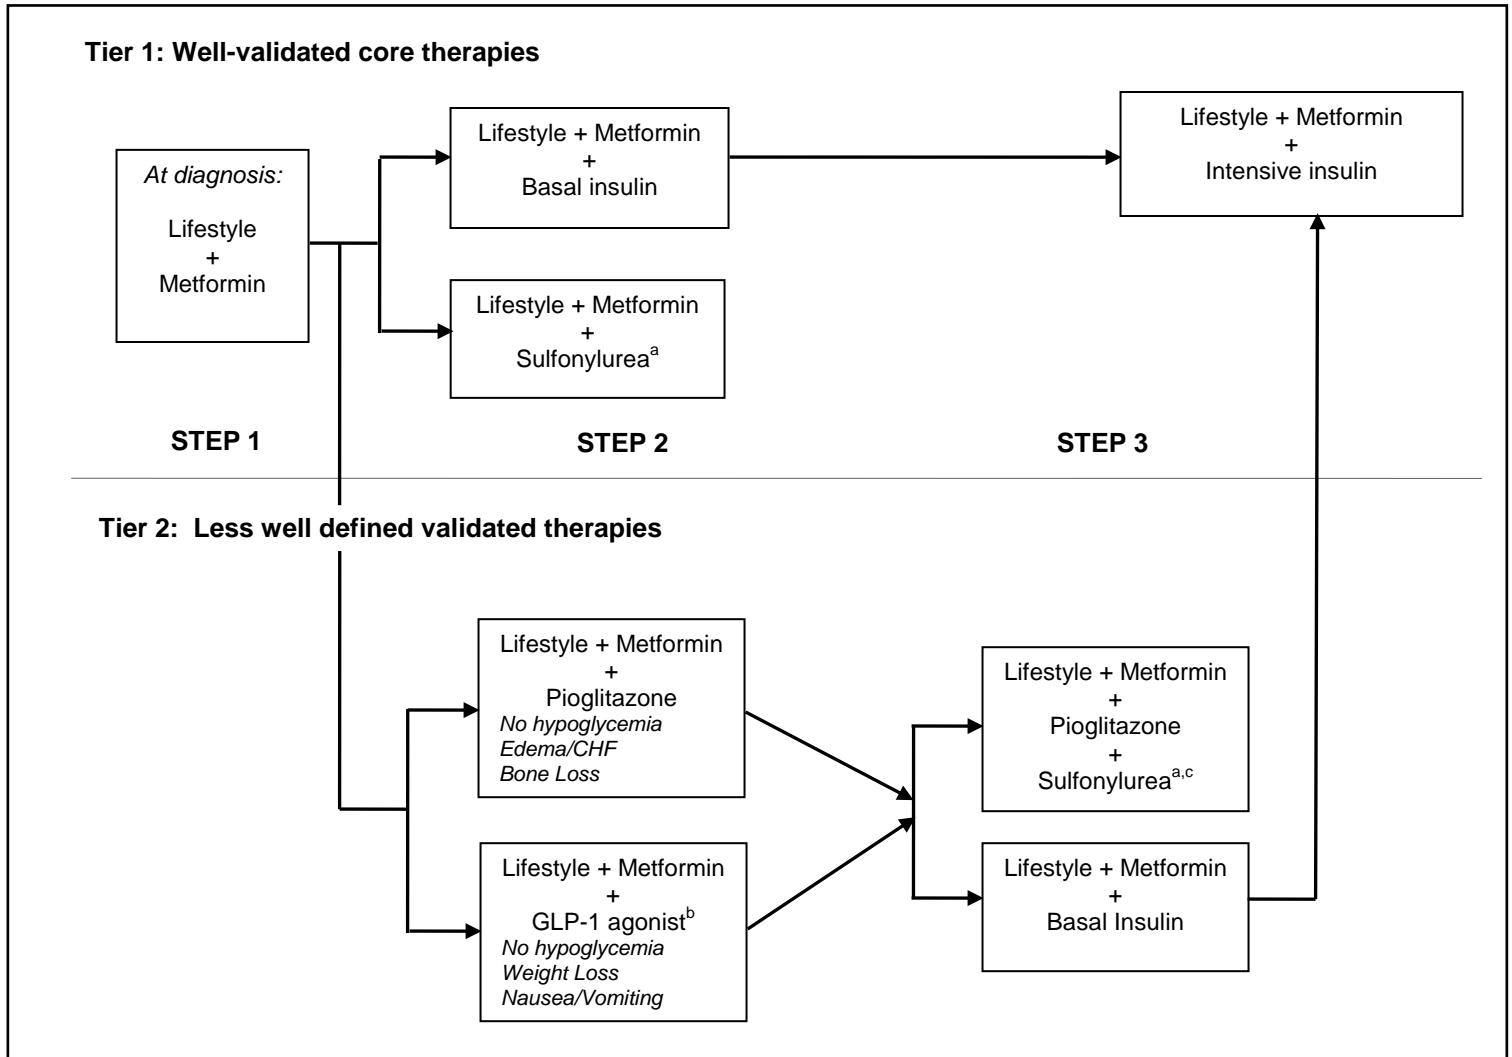 Tier 1: Well-validated core therapies
At diagnosis:
Lifestyle
+
Metformin
Lifestyle + Metformin
+
Basal insulin
Lifestyle + Metformin
+
Sulfonylureaᵃ
Lifestyle + Metformin
+
Intensive insulin
STEP 1
STEP 2
STEP 3
Tier 2: Less well defined validated therapies
Lifestyle + Metformin
+
Pioglitazone
No hypoglycemia
Edema/CHF
Bone Loss
Lifestyle + Metformin
+
GLP-1 agonistᵇ
No hypoglycemia
Weight Loss
Nausea/Vomiting
Lifestyle + Metformin
+
Pioglitazone
+
Sulfonylureaᵃ,ᶜ
Lifestyle + Metformin
+
Basal Insulin